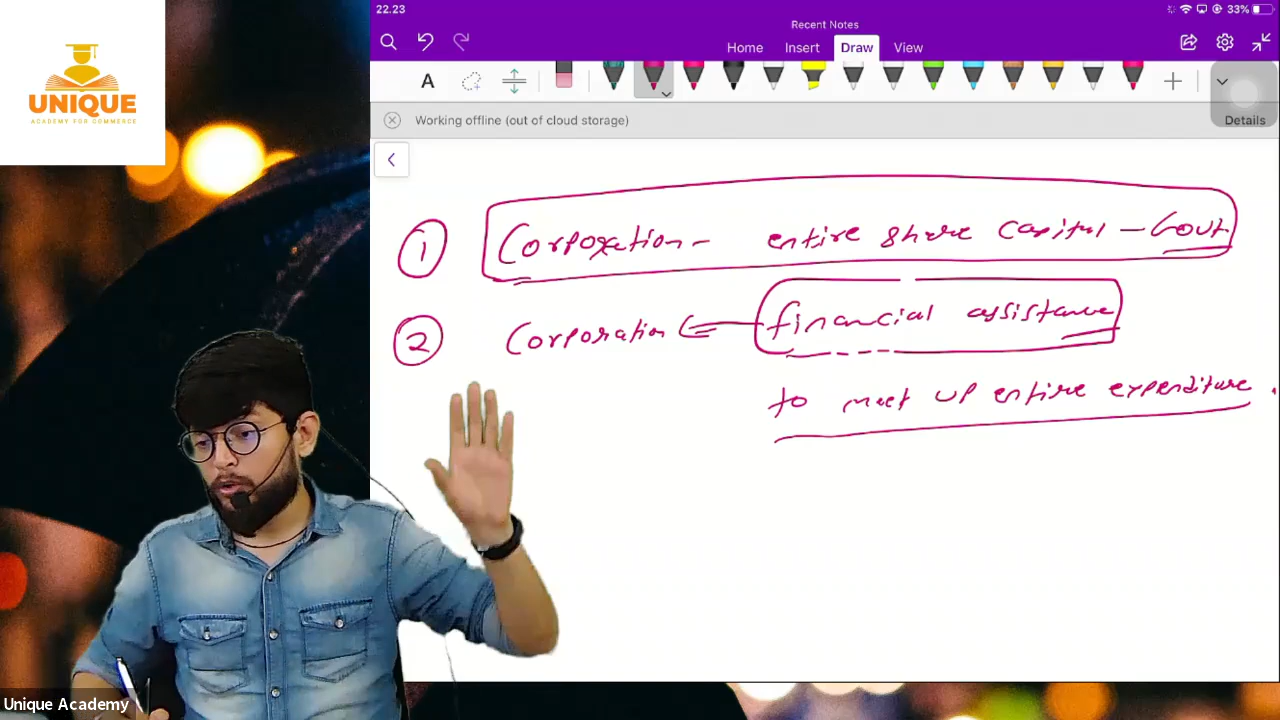 22.23
33%
Recent Notes
Home Insert Draw View
A
Working offline (out of cloud storage)
Details
UNIQUE
ACADEMY FOR COMMERCE
1 Corporation - entire share capital - Govt.
2 Corporation financial assistance
to meet up entire expenditure.
Unique Academy